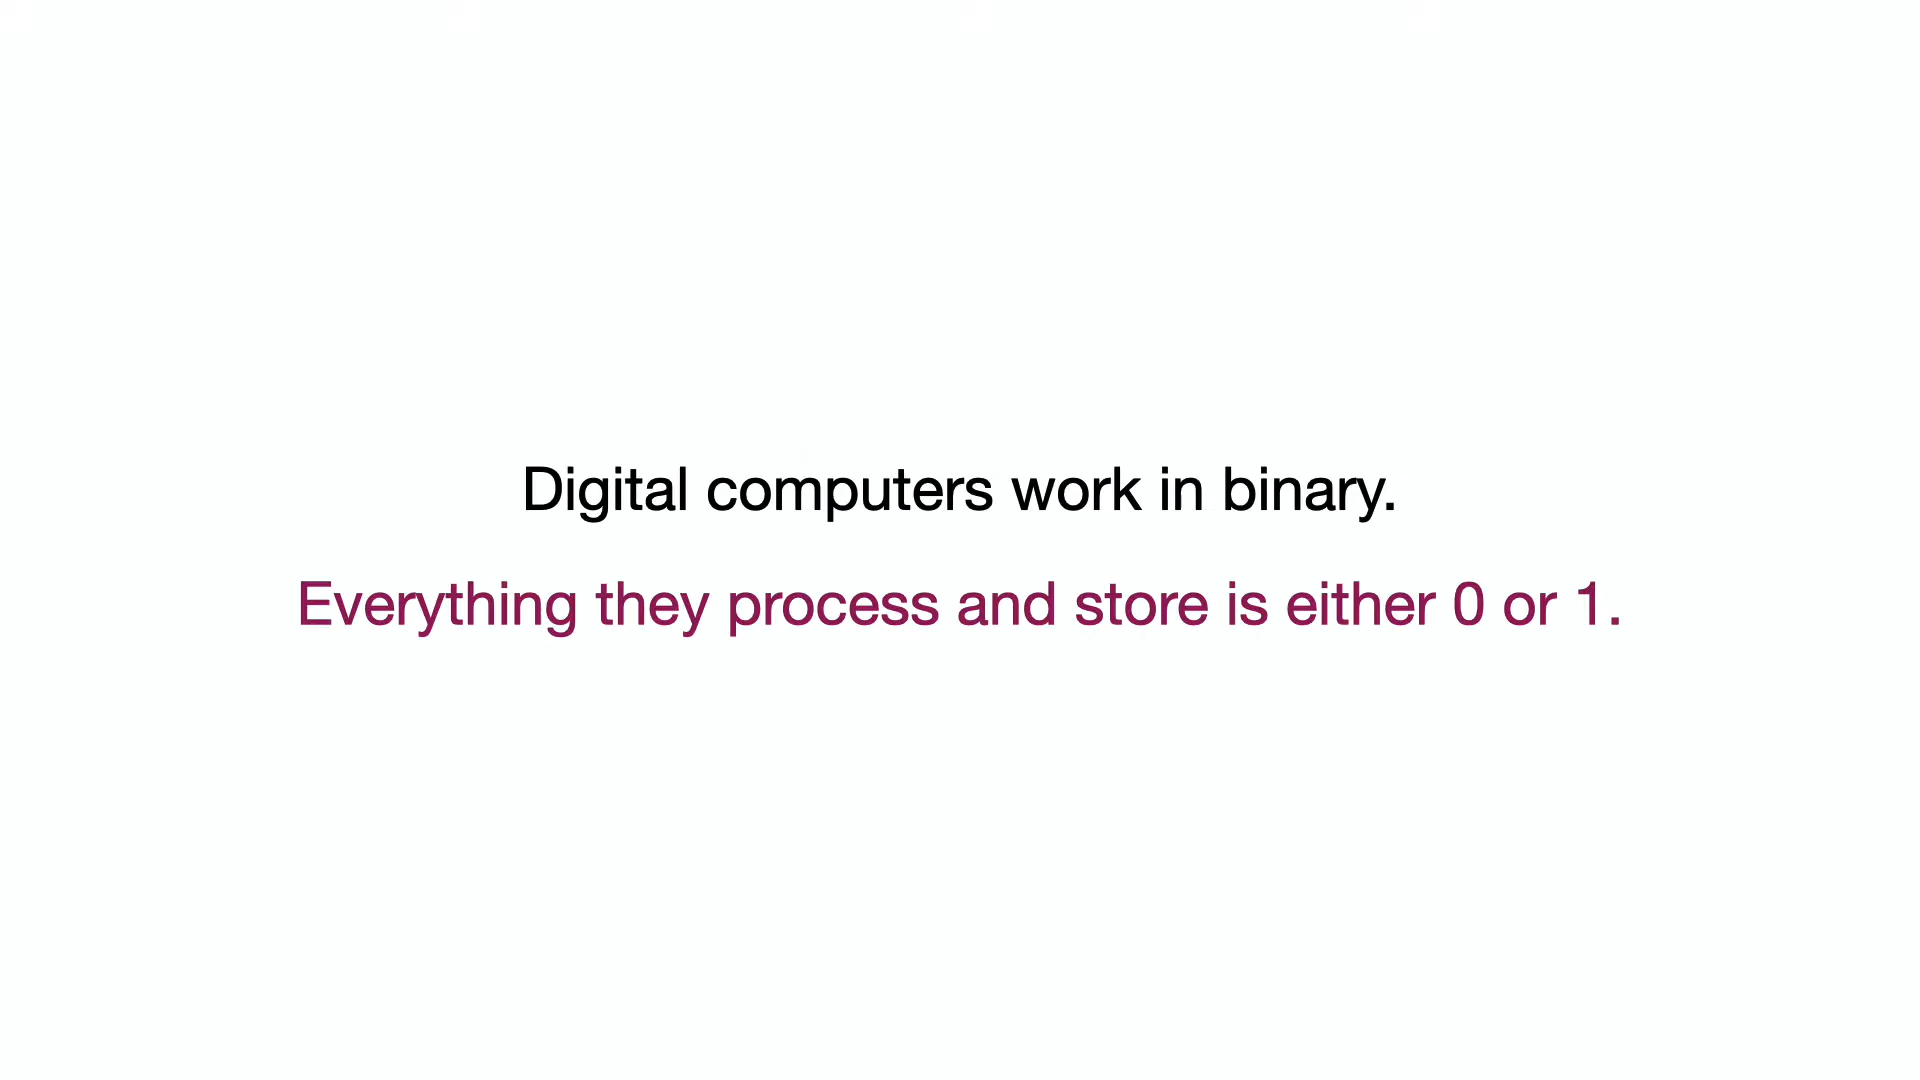 Digital computers work in binary.
Everything they process and store is either 0 or 1.